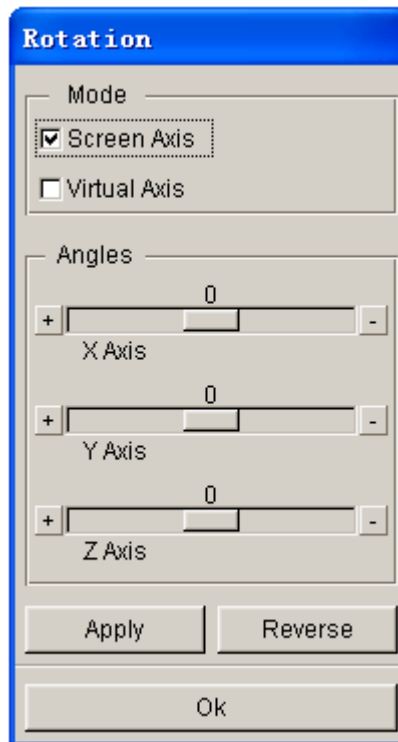 Rotation
Mode
Screen Axis
Virtual Axis
Angles
0
+ -
X Axis
0
+ -
Y Axis
0
+ -
Z Axis
Apply Reverse
Ok